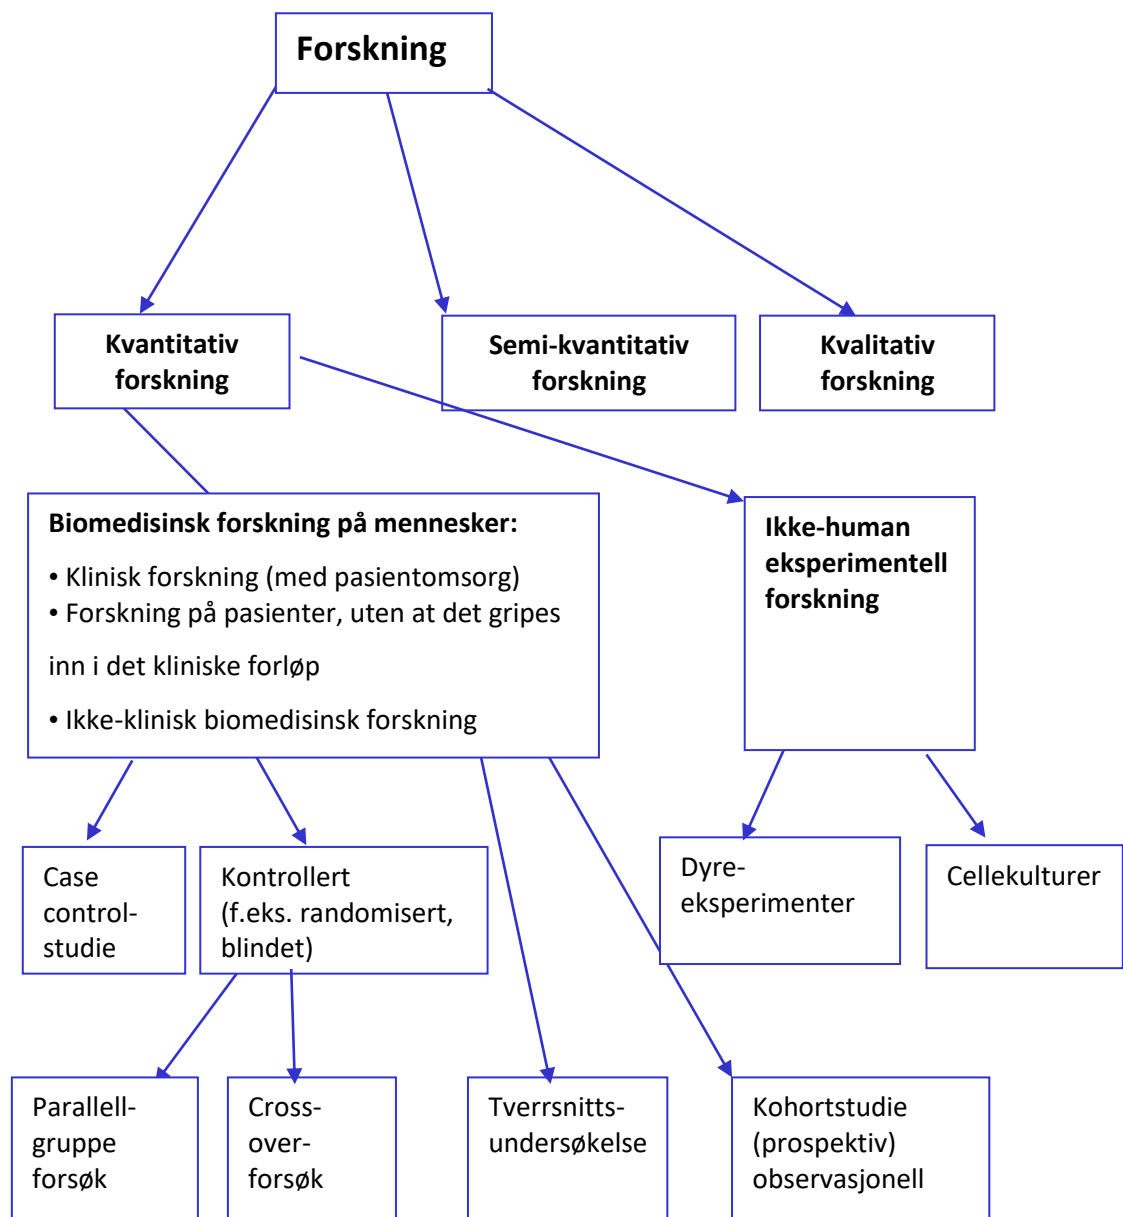 Forskning
Kvantitativ
forskning
Semi-kvantitativ
forskning
Kvalitativ
forskning
Biomedisinsk forskning på mennesker:
• Klinisk forskning (med pasientomsorg)
• Forskning på pasienter, uten at det gripes
inn i det kliniske forløp
• Ikke-klinisk biomedisinsk forskning
Ikke-human
eksperimentell
forskning
Case
control-
studie
Kontrollert
(f.eks. randomisert,
blindet)
Dyre-
eksperimenter
Cellekulturer
Parallell-
gruppe
forsøk
Cross-
over-
forsøk
Tverrsnitts-
undersøkelse
Kohortstudie
(prospektiv)
observasjonell